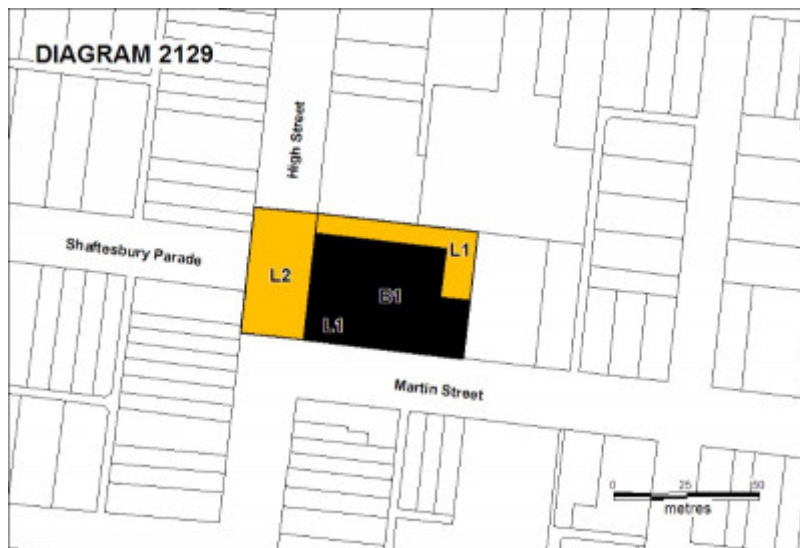 DIAGRAM 2129
High Street
Shaftesbury Parade
L1
L2
B1
L1
Martin Street
0 25 50
metres